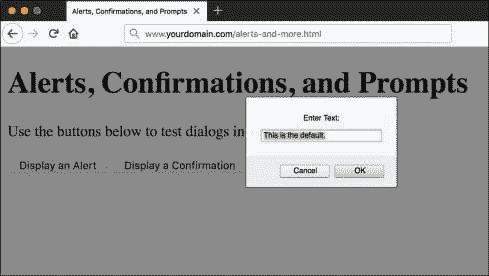 Alerts, Confirmations, and Prompts
www.yourdomain.com/alerts-and-more.html
Alerts, Confirmations, and Prompts
Use the buttons below to test dialogs in
Display an Alert
Display a Confirmation
Enter Text:
This is the default.
Cancel
OK